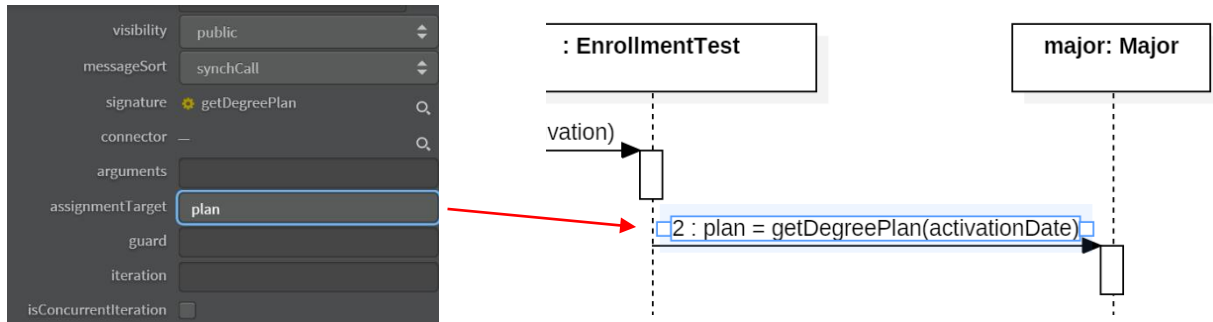 visibility public
messageSort synchCall
signature getDegreePlan
connector —
arguments
assignmentTarget plan
guard
iteration
isConcurrentIteration
: EnrollmentTest
major: Major
vation)
2 : plan = getDegreePlan(activationDate)